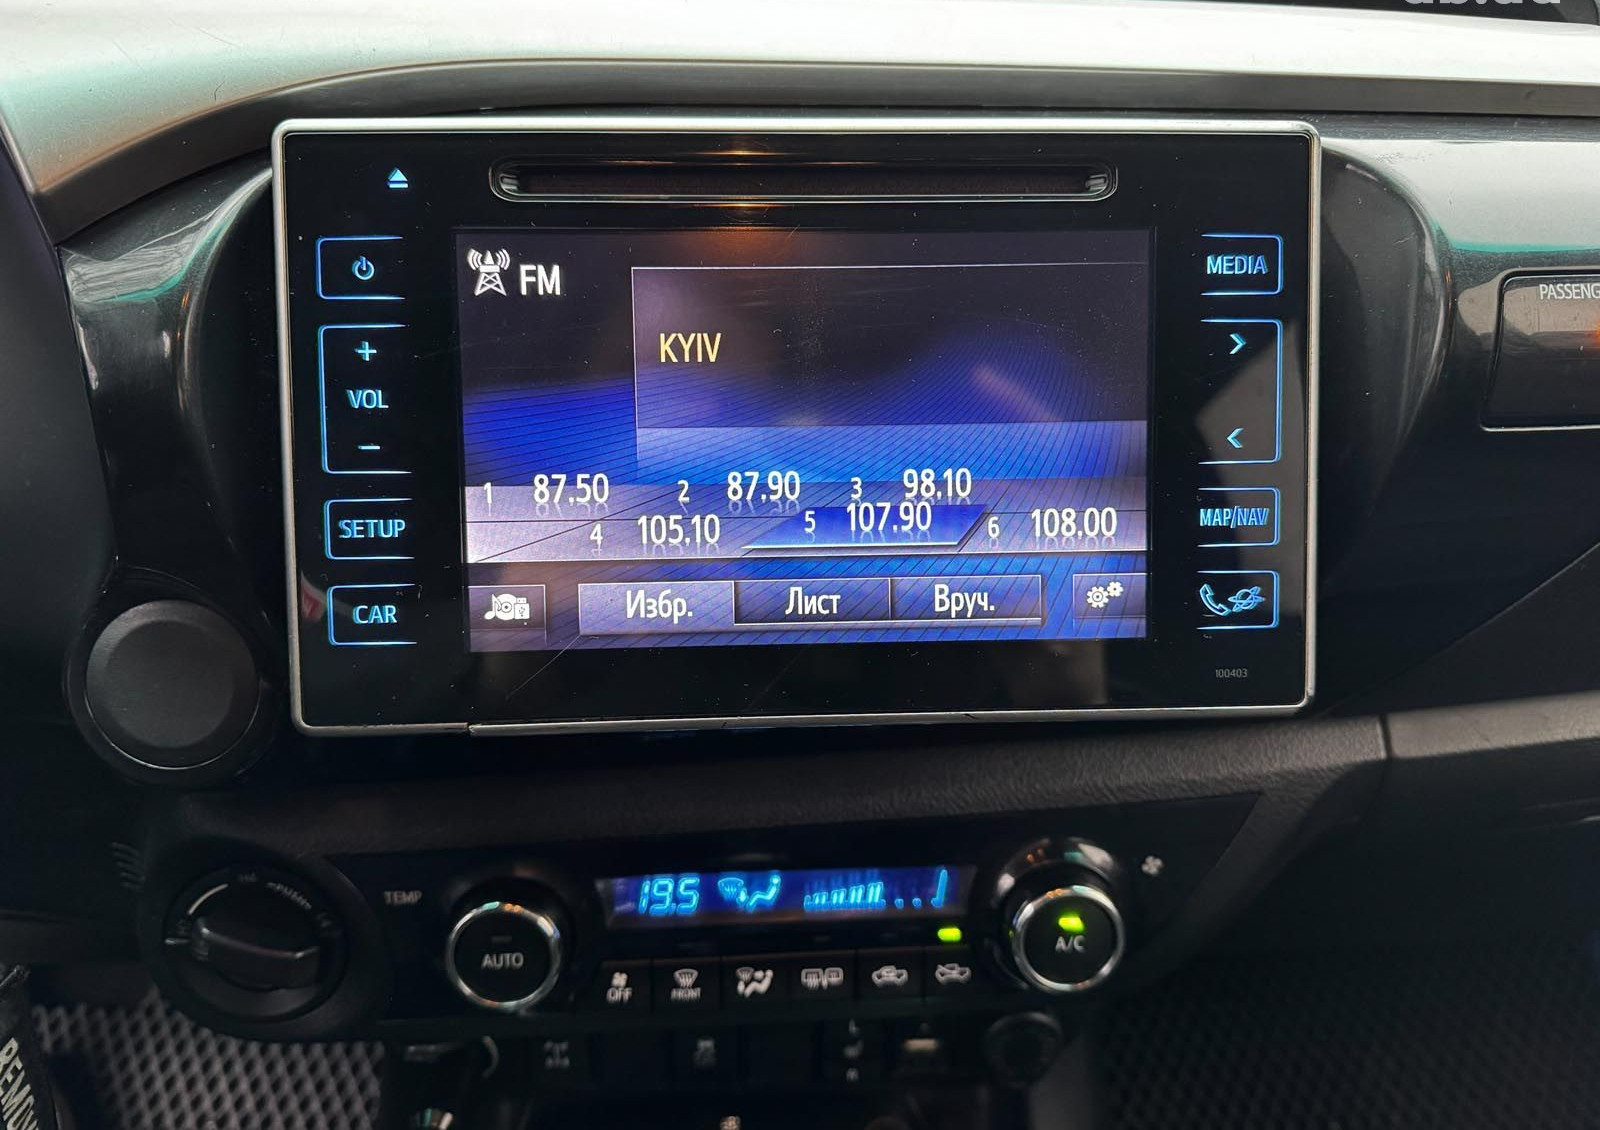 PASSENG
MEDIA
FM
KYIV
+
VOL
-
1 87.50 2 87.90 3 98.10
4 105.10 5 107.90 6 108.00
SETUP
MAP/NAV
CAR
Избр. Лист Вруч.
100403
TEMP
19.5
AUTO
A/C
OFF
FRONT